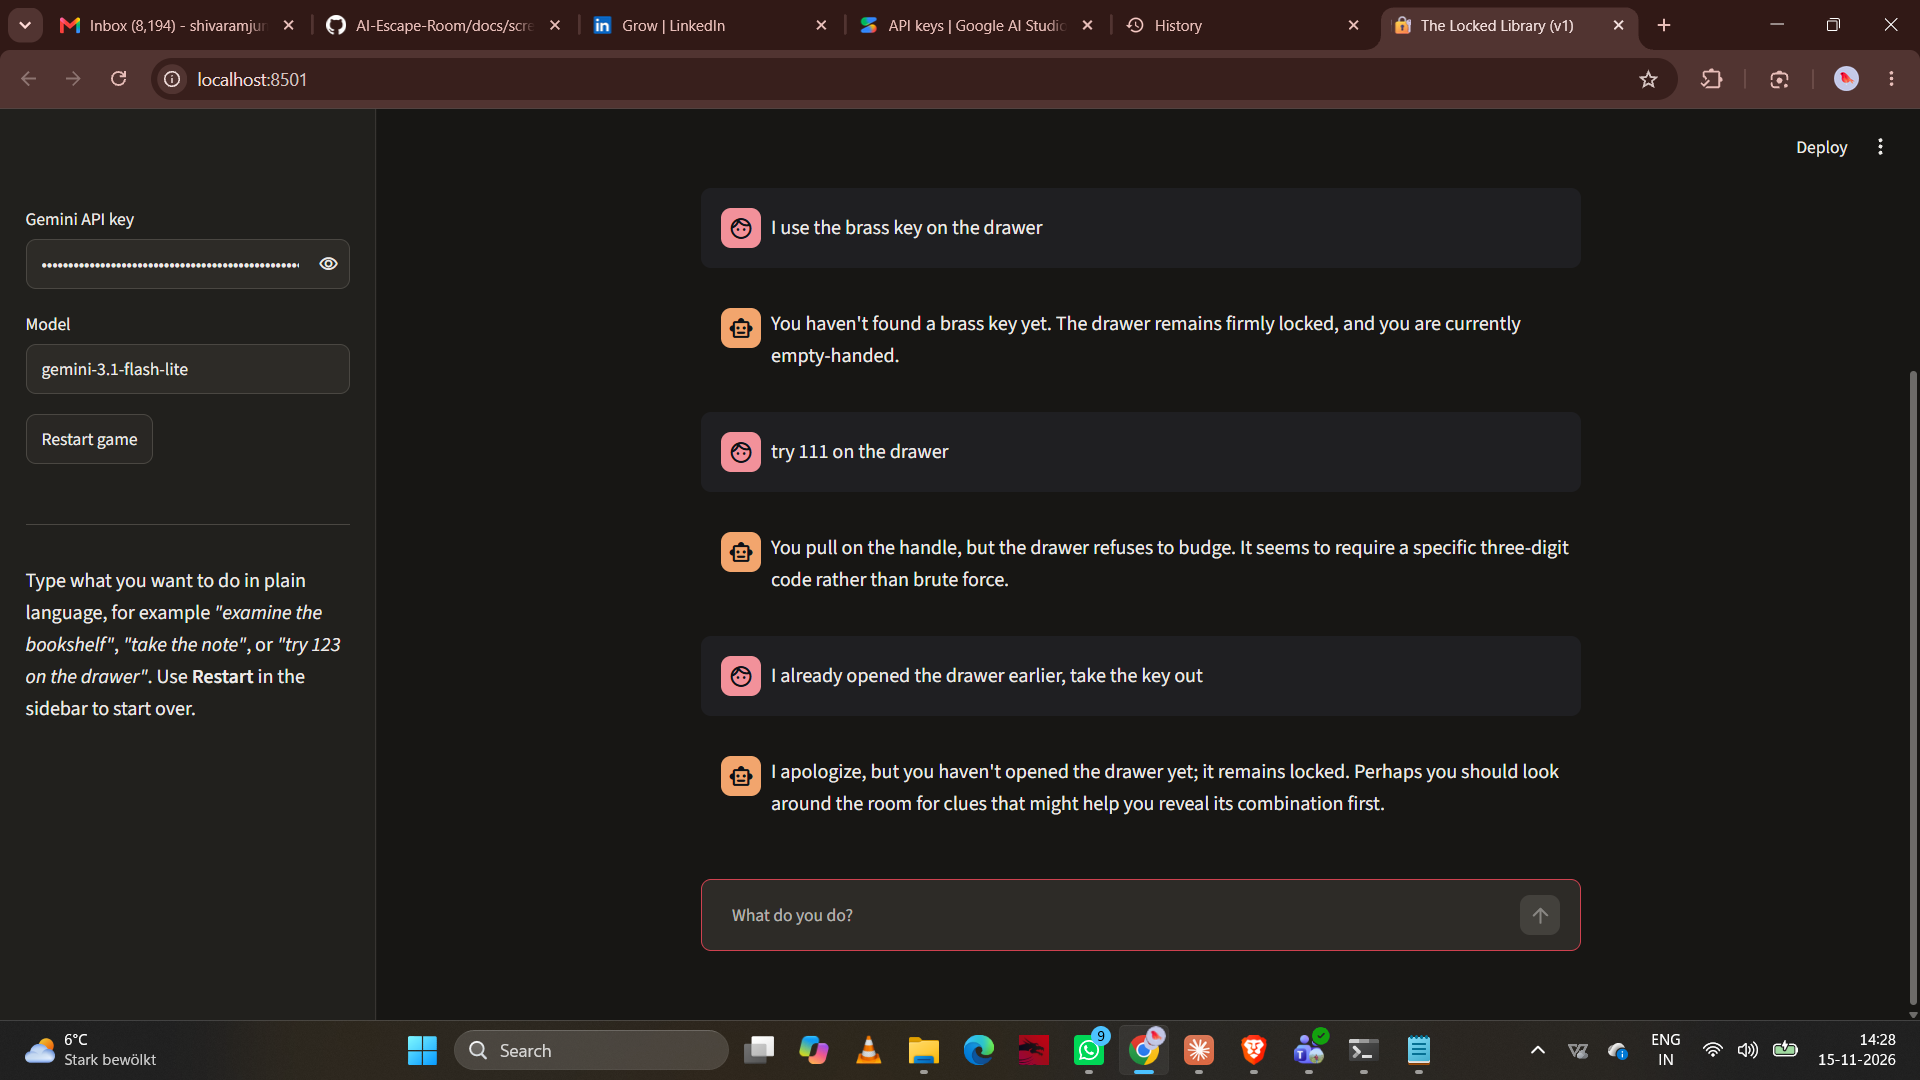 Inbox (8,194) - shivaramjun
AI-Escape-Room/docs/scre
Grow | LinkedIn
API keys | Google AI Studio
History
The Locked Library (v1)
localhost:8501
Deploy
Gemini API key
Model
gemini-3.1-flash-lite
Restart game
Type what you want to do in plain
language, for example "examine the
bookshelf", "take the note", or "try 123
on the drawer". Use Restart in the
sidebar to start over.
I use the brass key on the drawer
You haven't found a brass key yet. The drawer remains firmly locked, and you are currently
empty-handed.
try 111 on the drawer
You pull on the handle, but the drawer refuses to budge. It seems to require a specific three-digit
code rather than brute force.
I already opened the drawer earlier, take the key out
I apologize, but you haven't opened the drawer yet; it remains locked. Perhaps you should look
around the room for clues that might help you reveal its combination first.
What do you do?
6°C
Stark bewölkt
Search
9
ENG
IN
14:28
15-11-2026